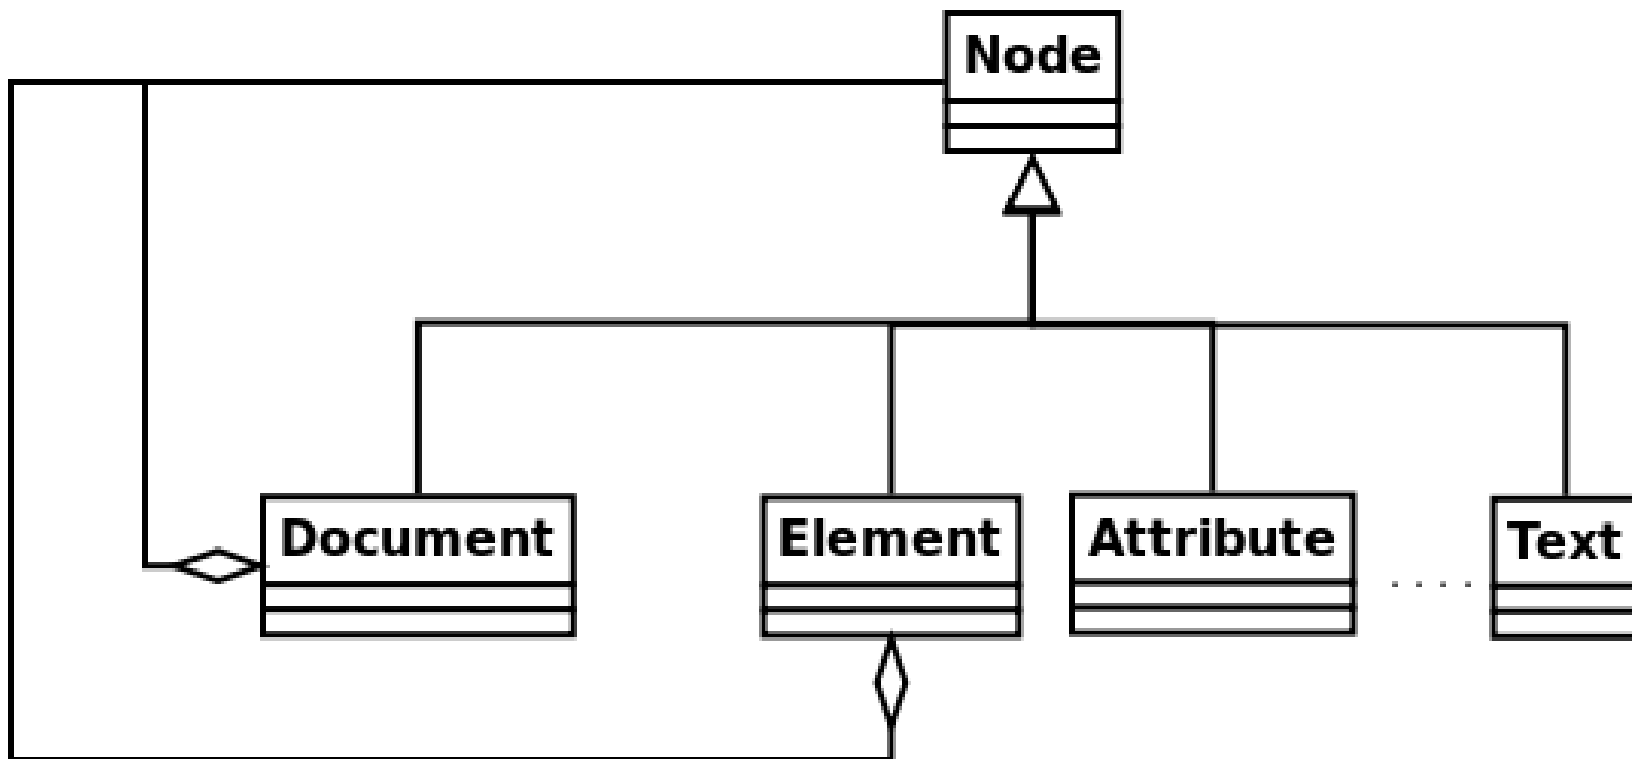 Node
Document
Element
Attribute
. . . .
Text